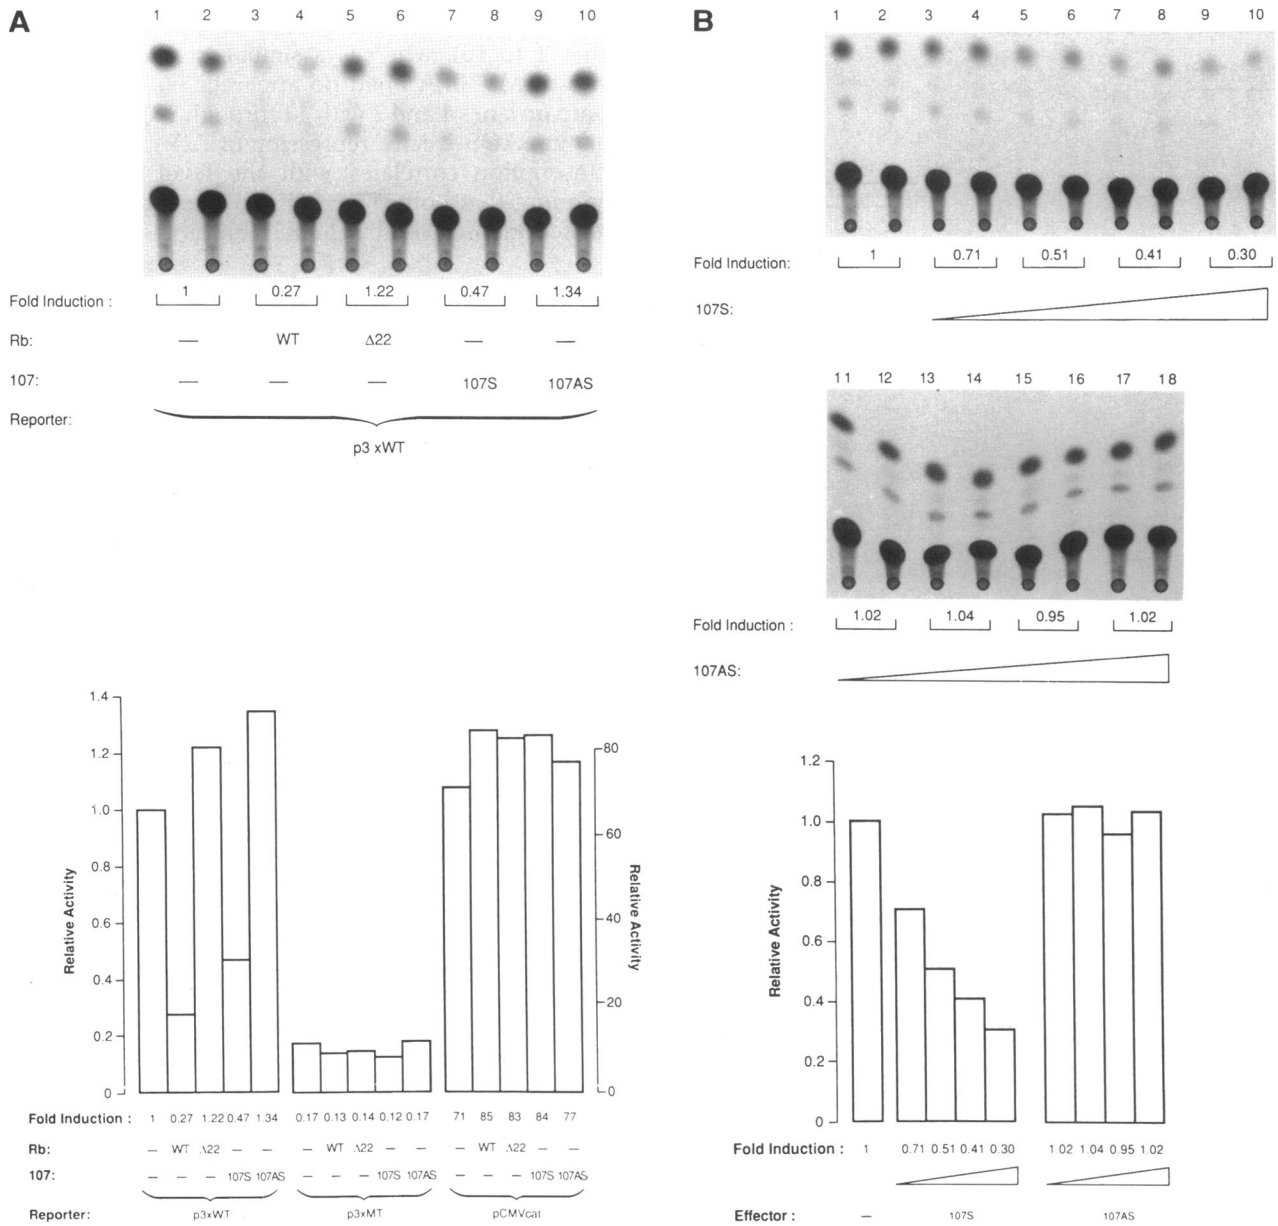 A
1 2 3 4 5 6 7 8 9 10
Fold Induction : 1 0.27 1.22 0.47 1.34
Rb: — WT Δ22 — —
107: — — — 107S 107AS
Reporter:
p3 xWT
1.4
1.2
1.0
0.8
0.6
0.4
0.2
0
Relative Activity
80
60
40
20
0
Relative Activity
Fold Induction : 1 0.27 1.22 0.47 1.34 0.17 0.13 0.14 0.12 0.17 71 85 83 84 77
Rb: – WT Δ22 – – – WT Δ22 – – – WT Δ22 – –
107: – – – 107S 107AS – – – 107S 107AS – – – 107S 107AS
Reporter: p3xWT p3xMT pCMVcat
B
1 2 3 4 5 6 7 8 9 10
Fold Induction: 1 0.71 0.51 0.41 0.30
107S:
11 12 13 14 15 16 17 18
Fold Induction : 1.02 1.04 0.95 1.02
107AS:
1.2
1.0
0.8
0.6
0.4
0.2
0
Relative Activity
Fold Induction : 1 0.71 0.51 0.41 0.30 1.02 1.04 0.95 1.02
Effector : – 107S 107AS